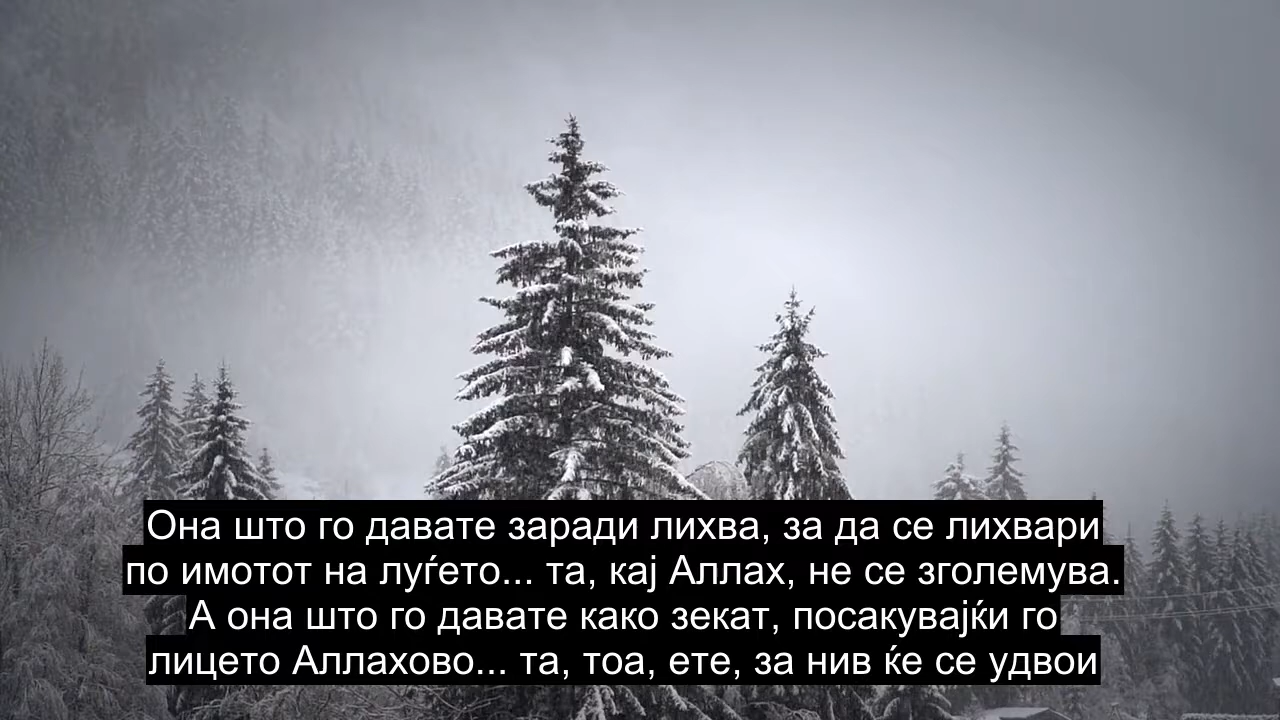 Она што го давате заради лихва, за да се лихвари
по имотот на луѓето... та, кај Аллах, не се зголемува.
А она што го давате како зекат, посакувајќи го
лицето Аллахово... та, тоа, ете, за нив ќе се удвои